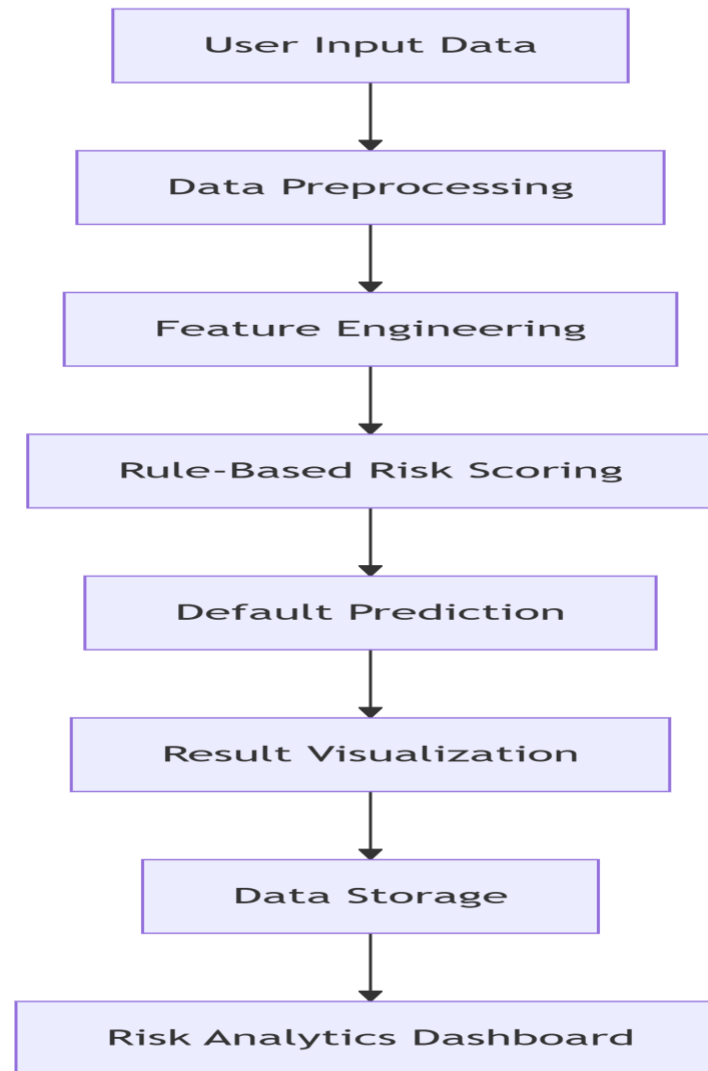 User Input Data
Data Preprocessing
Feature Engineering
Rule-Based Risk Scoring
Default Prediction
Result Visualization
Data Storage
Risk Analytics Dashboard